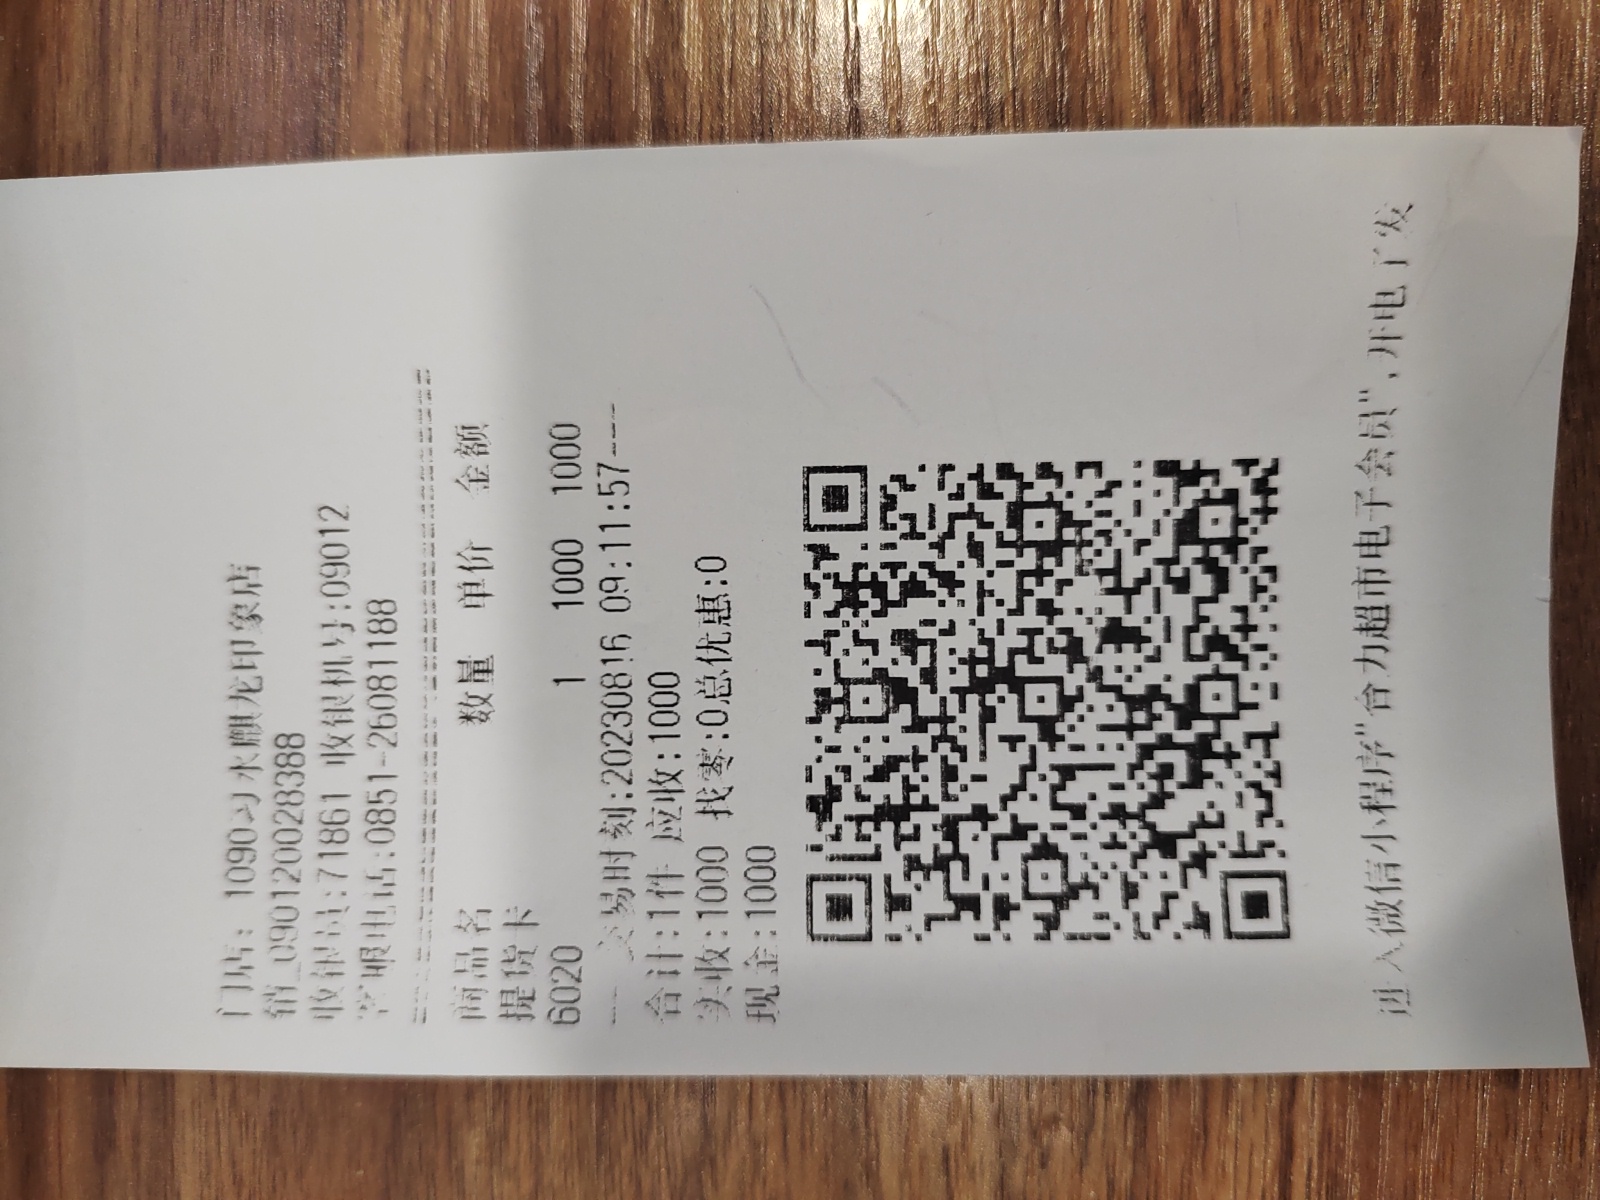 门店: 1090习水麒龙印象店
销_090120028388
收银员:71861 收银机号:09012
客服电话:0851-26081188
商品名 数量 单价 金额
提货卡
6020 1 1000 1000
交易时刻:20230816 09:11:57
合计:1件 应收:1000
实收:1000 找零:0总优惠:0
现金:1000
进入微信小程序"合力超市电子会员",开电子发